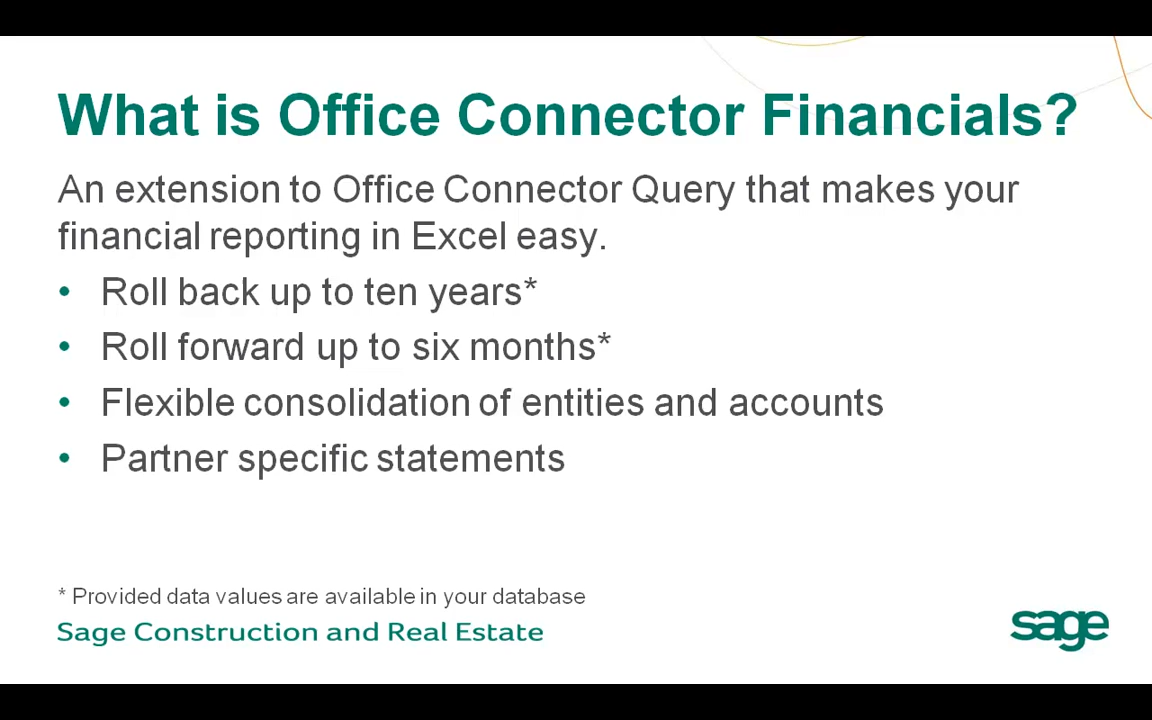 What is Office Connector Financials?
An extension to Office Connector Query that makes your
financial reporting in Excel easy.
• Roll back up to ten years*
• Roll forward up to six months*
• Flexible consolidation of entities and accounts
• Partner specific statements
* Provided data values are available in your database
Sage Construction and Real Estate
sage